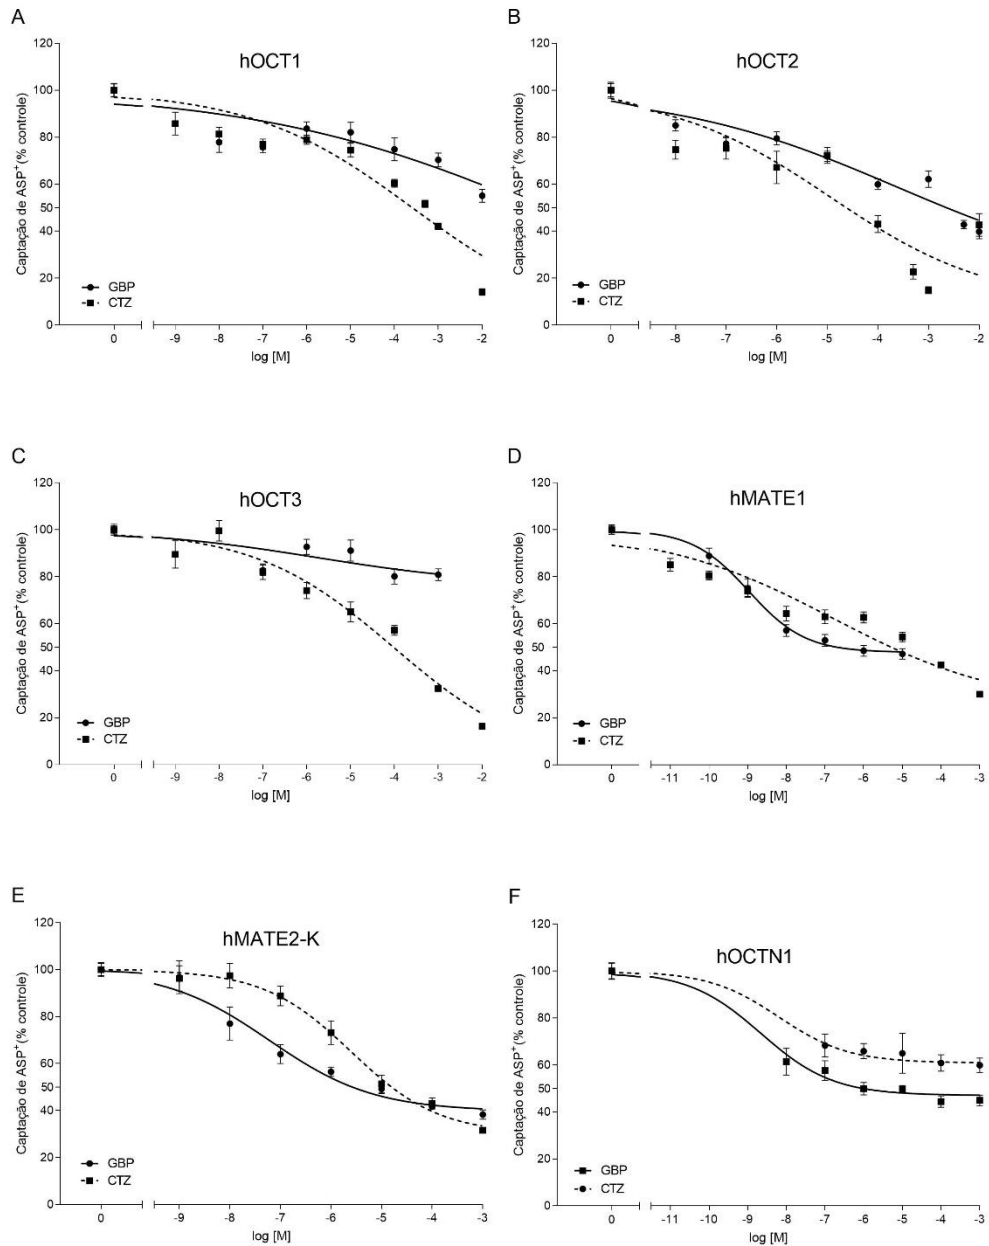 A
hOCT1
Captação de ASP⁺(% controle)
120
100
80
60
50
40
20
0
GBP
CTZ
0 -9 -8 -7 -6 -5 -4 -3 -2
log [M]
B
hOCT2
Captação de ASP⁺(% controle)
120
100
80
60
50
40
20
0
GBP
CTZ
0 -8 -7 -6 -5 -4 -3 -2
log [M]
C
hOCT3
Captação de ASP⁺(% controle)
120
100
80
60
50
40
20
0
GBP
CTZ
0 -9 -8 -7 -6 -5 -4 -3 -2
log [M]
D
hMATE1
Captação de ASP⁺(% controle)
120
100
80
60
50
40
20
0
GBP
CTZ
0 -11 -10 -9 -8 -7 -6 -5 -4 -3
log [M]
E
hMATE2-K
Captação de ASP⁺(% controle)
120
100
80
60
50
40
20
0
GBP
CTZ
0 -9 -8 -7 -6 -5 -4 -3
log [M]
F
hOCTN1
Captação de ASP⁺(% controle)
120
100
80
60
50
40
20
0
GBP
CTZ
0 -11 -10 -9 -8 -7 -6 -5 -4 -3
log [M]